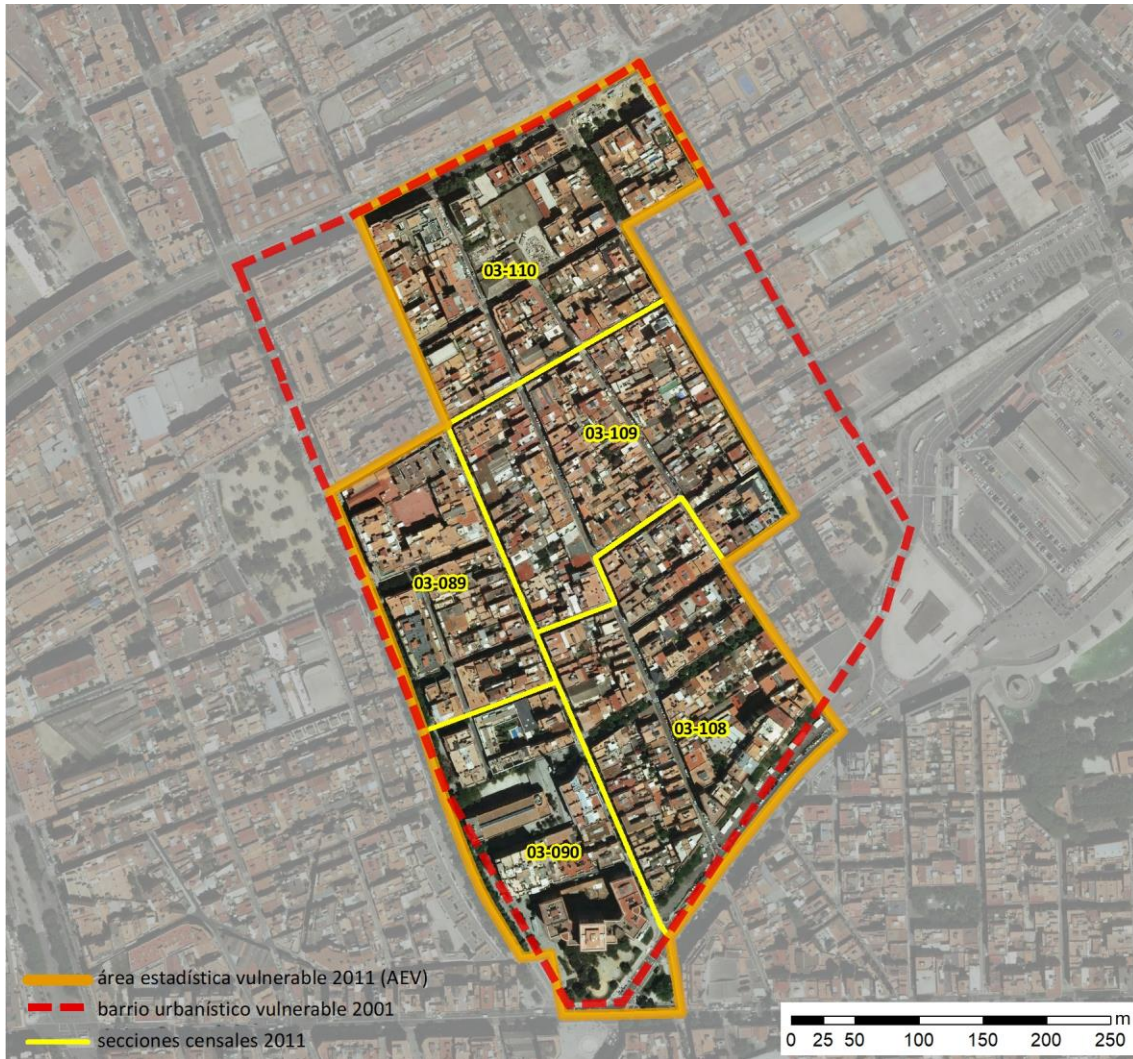 03-110
03-109
03-089
03-108
03-090
área estadística vulnerable 2011 (AEV)
barrio urbanístico vulnerable 2001
secciones censales 2011
m
0 25 50 100 150 200 250